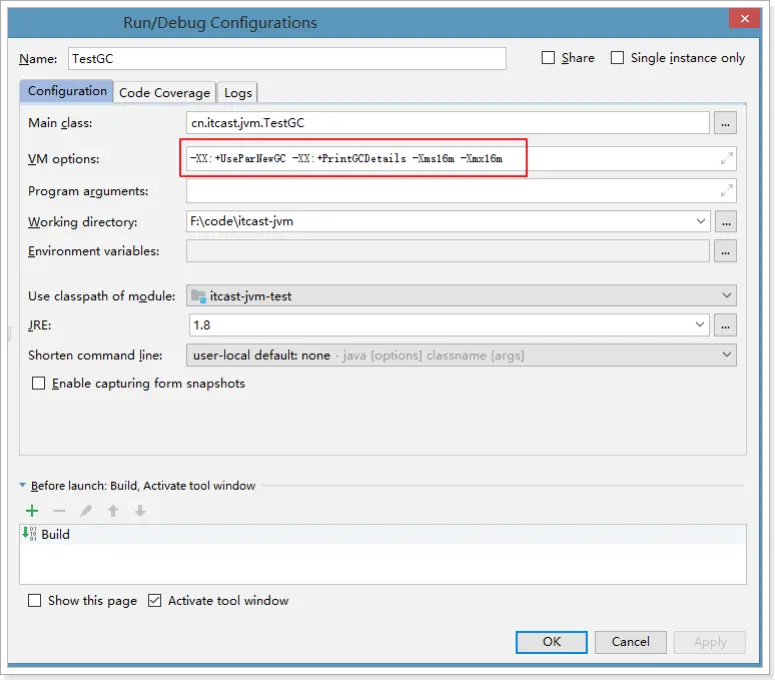 Run/Debug Configurations
Name: TestGC Share Single instance only
Configuration Code Coverage Logs
Main class: cn.itcast.jvm.TestGC ...
VM options: -XX:+UseParNewGC -XX:+PrintGCDetails -Xms16m -Xmx16m
Program arguments:
Working directory: F:\code\itcast-jvm ...
Environment variables: ...
Use classpath of module: itcast-jvm-test
JRE: 1.8 ...
Shorten command line: user-local default: none - java [options] classname [args]
Enable capturing form snapshots
Before launch: Build, Activate tool window
Build
Show this page Activate tool window
OK Cancel Apply